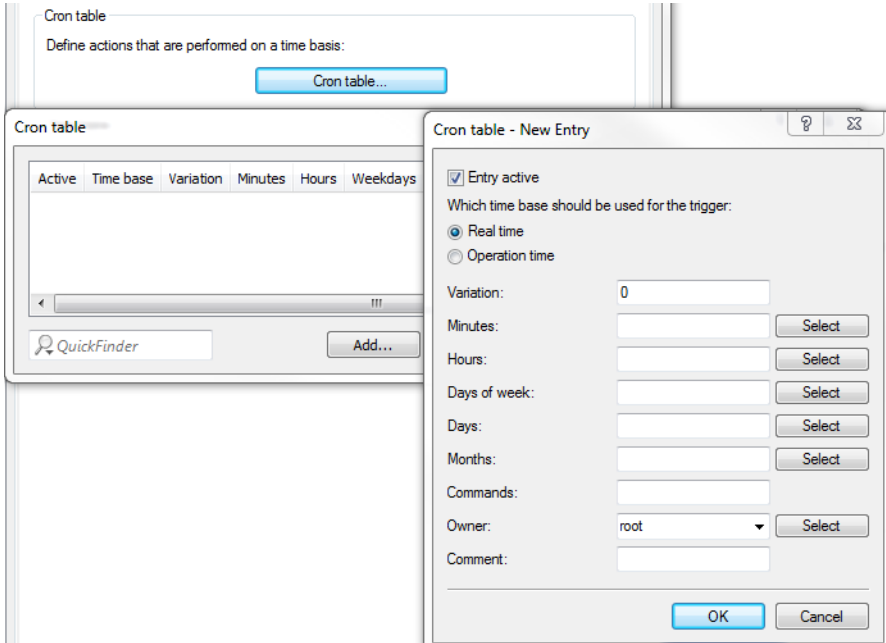 Cron table
Define actions that are performed on a time basis:
Cron table...
Cron table
Active Time base Variation Minutes Hours Weekdays
QuickFinder
Add...
Cron table - New Entry
Entry active
Which time base should be used for the trigger:
Real time
Operation time
Variation: 0
Minutes: Select
Hours: Select
Days of week: Select
Days: Select
Months: Select
Commands:
Owner: root Select
Comment:
OK Cancel